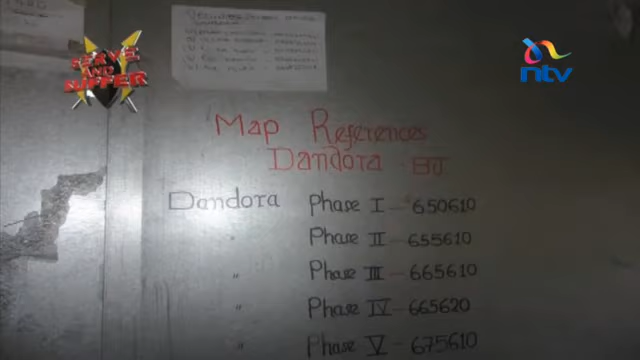 SERVE
AND
SUFFER
ntv
Map References
Dandora
Dandora Phase I - 650610
" Phase II - 655610
" Phase III - 665610
" Phase IV - 665620
" Phase V - 675610